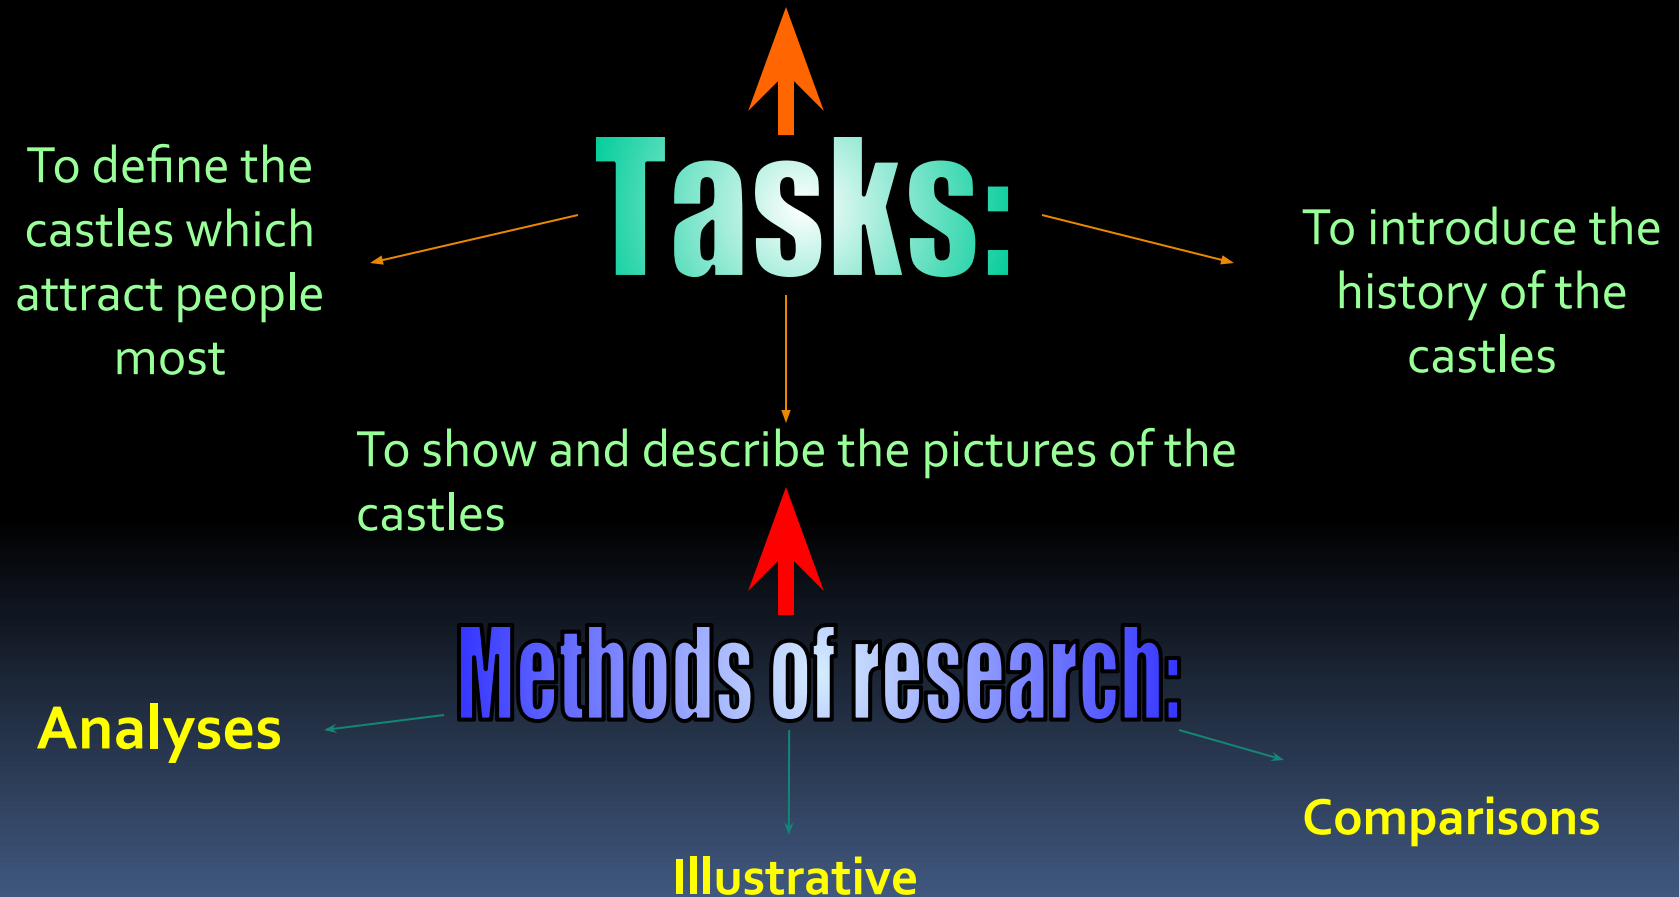 Tasks:
To define the
castles which
attract people
most
To introduce the
history of the
castles
To show and describe the pictures of the
castles
Methods of research:
Analyses
Illustrative
Comparisons